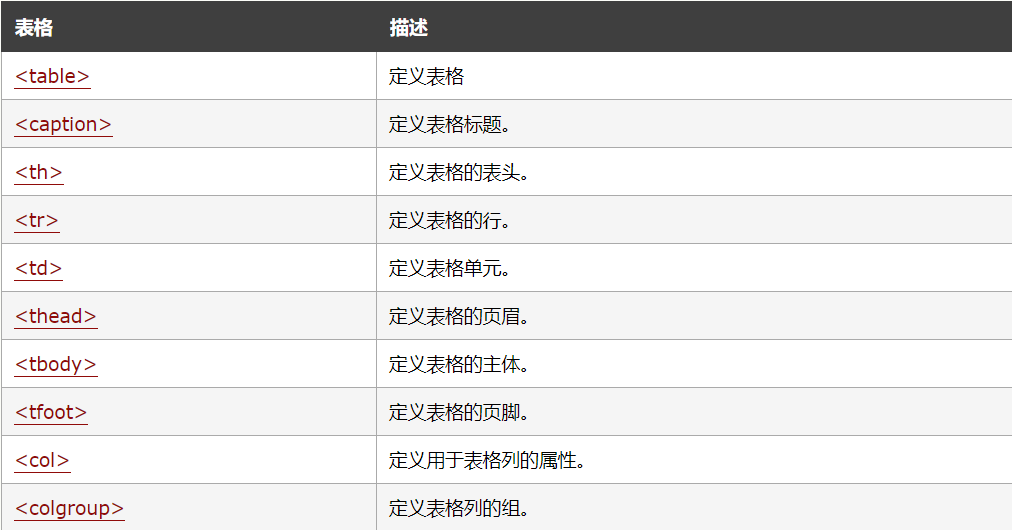 表格 描述
<table> 定义表格
<caption> 定义表格标题。
<th> 定义表格的表头。
<tr> 定义表格的行。
<td> 定义表格单元。
<thead> 定义表格的页眉。
<tbody> 定义表格的主体。
<tfoot> 定义表格的页脚。
<col> 定义用于表格列的属性。
<colgroup> 定义表格列的组。